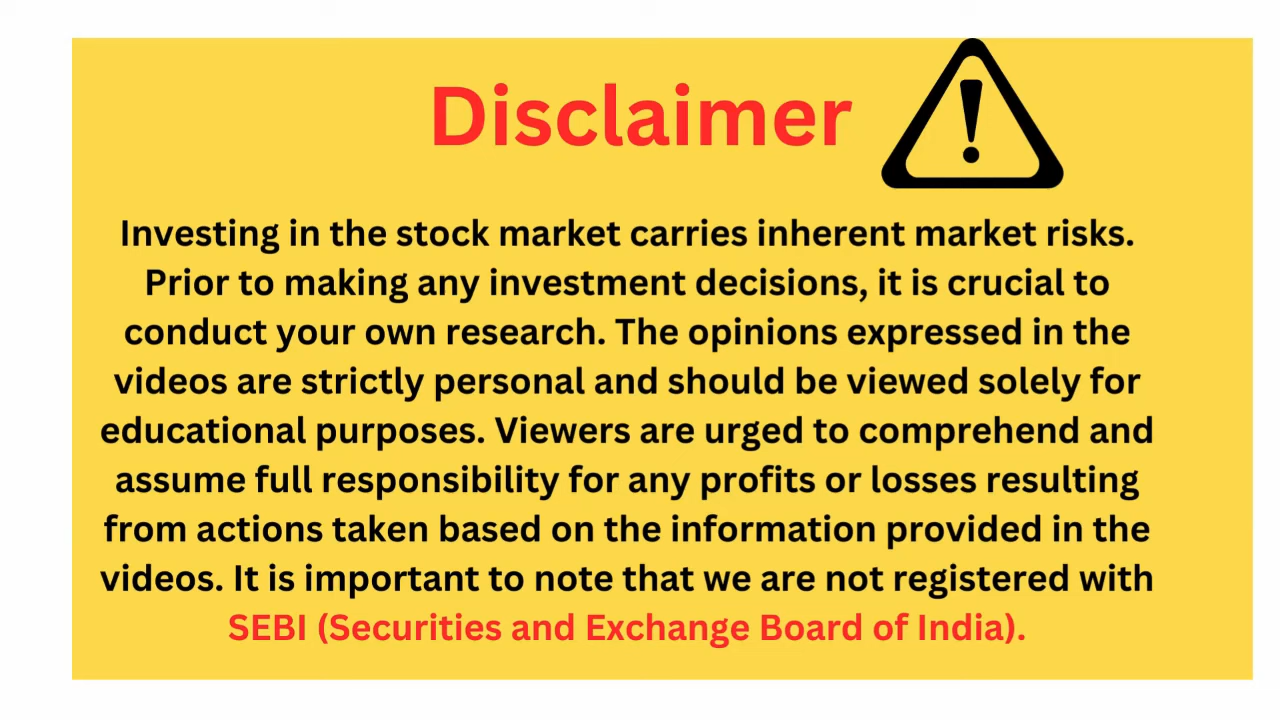 Disclaimer
Investing in the stock market carries inherent market risks.
Prior to making any investment decisions, it is crucial to
conduct your own research. The opinions expressed in the
videos are strictly personal and should be viewed solely for
educational purposes. Viewers are urged to comprehend and
assume full responsibility for any profits or losses resulting
from actions taken based on the information provided in the
videos. It is important to note that we are not registered with
SEBI (Securities and Exchange Board of India).